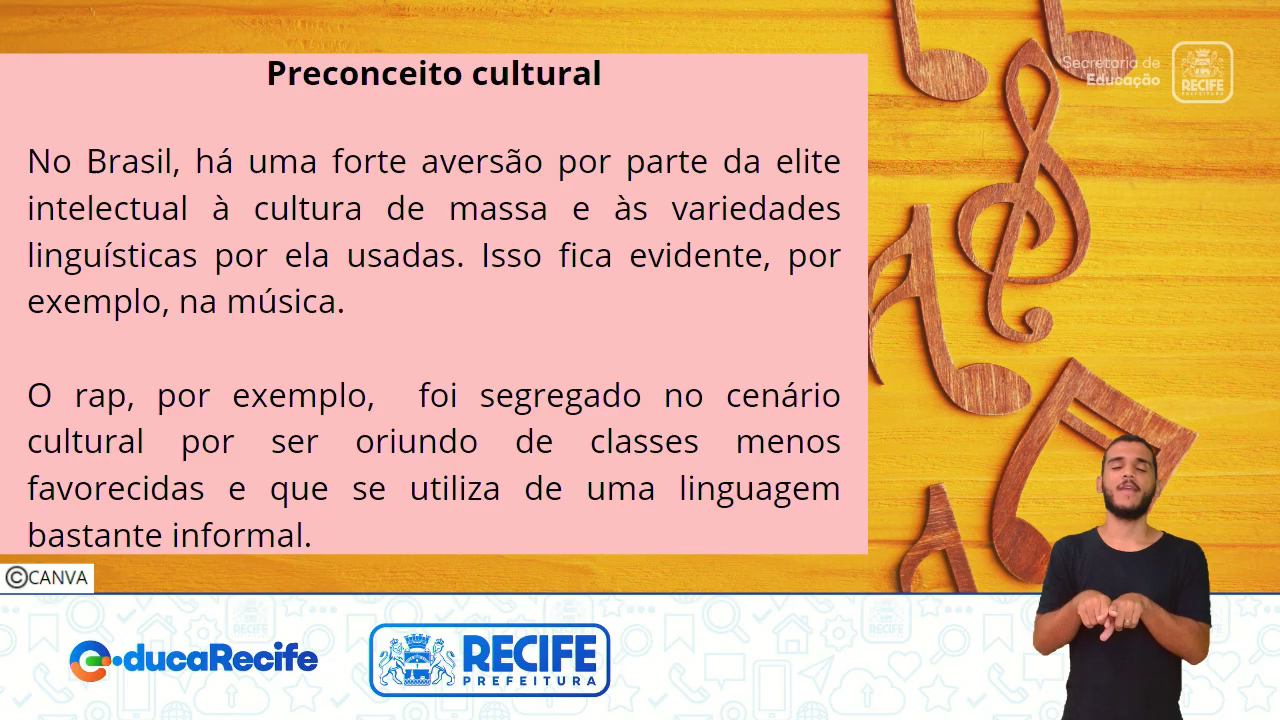 Preconceito cultural
No Brasil, há uma forte aversão por parte da elite
intelectual à cultura de massa e às variedades
linguísticas por ela usadas. Isso fica evidente, por
exemplo, na música.
O rap, por exemplo, foi segregado no cenário
cultural por ser oriundo de classes menos
favorecidas e que se utiliza de uma linguagem
bastante informal.
Secretaria de
Educação
RECIFE
PREFEITURA
©CANVA
educaRecife
RECIFE
PREFEITURA